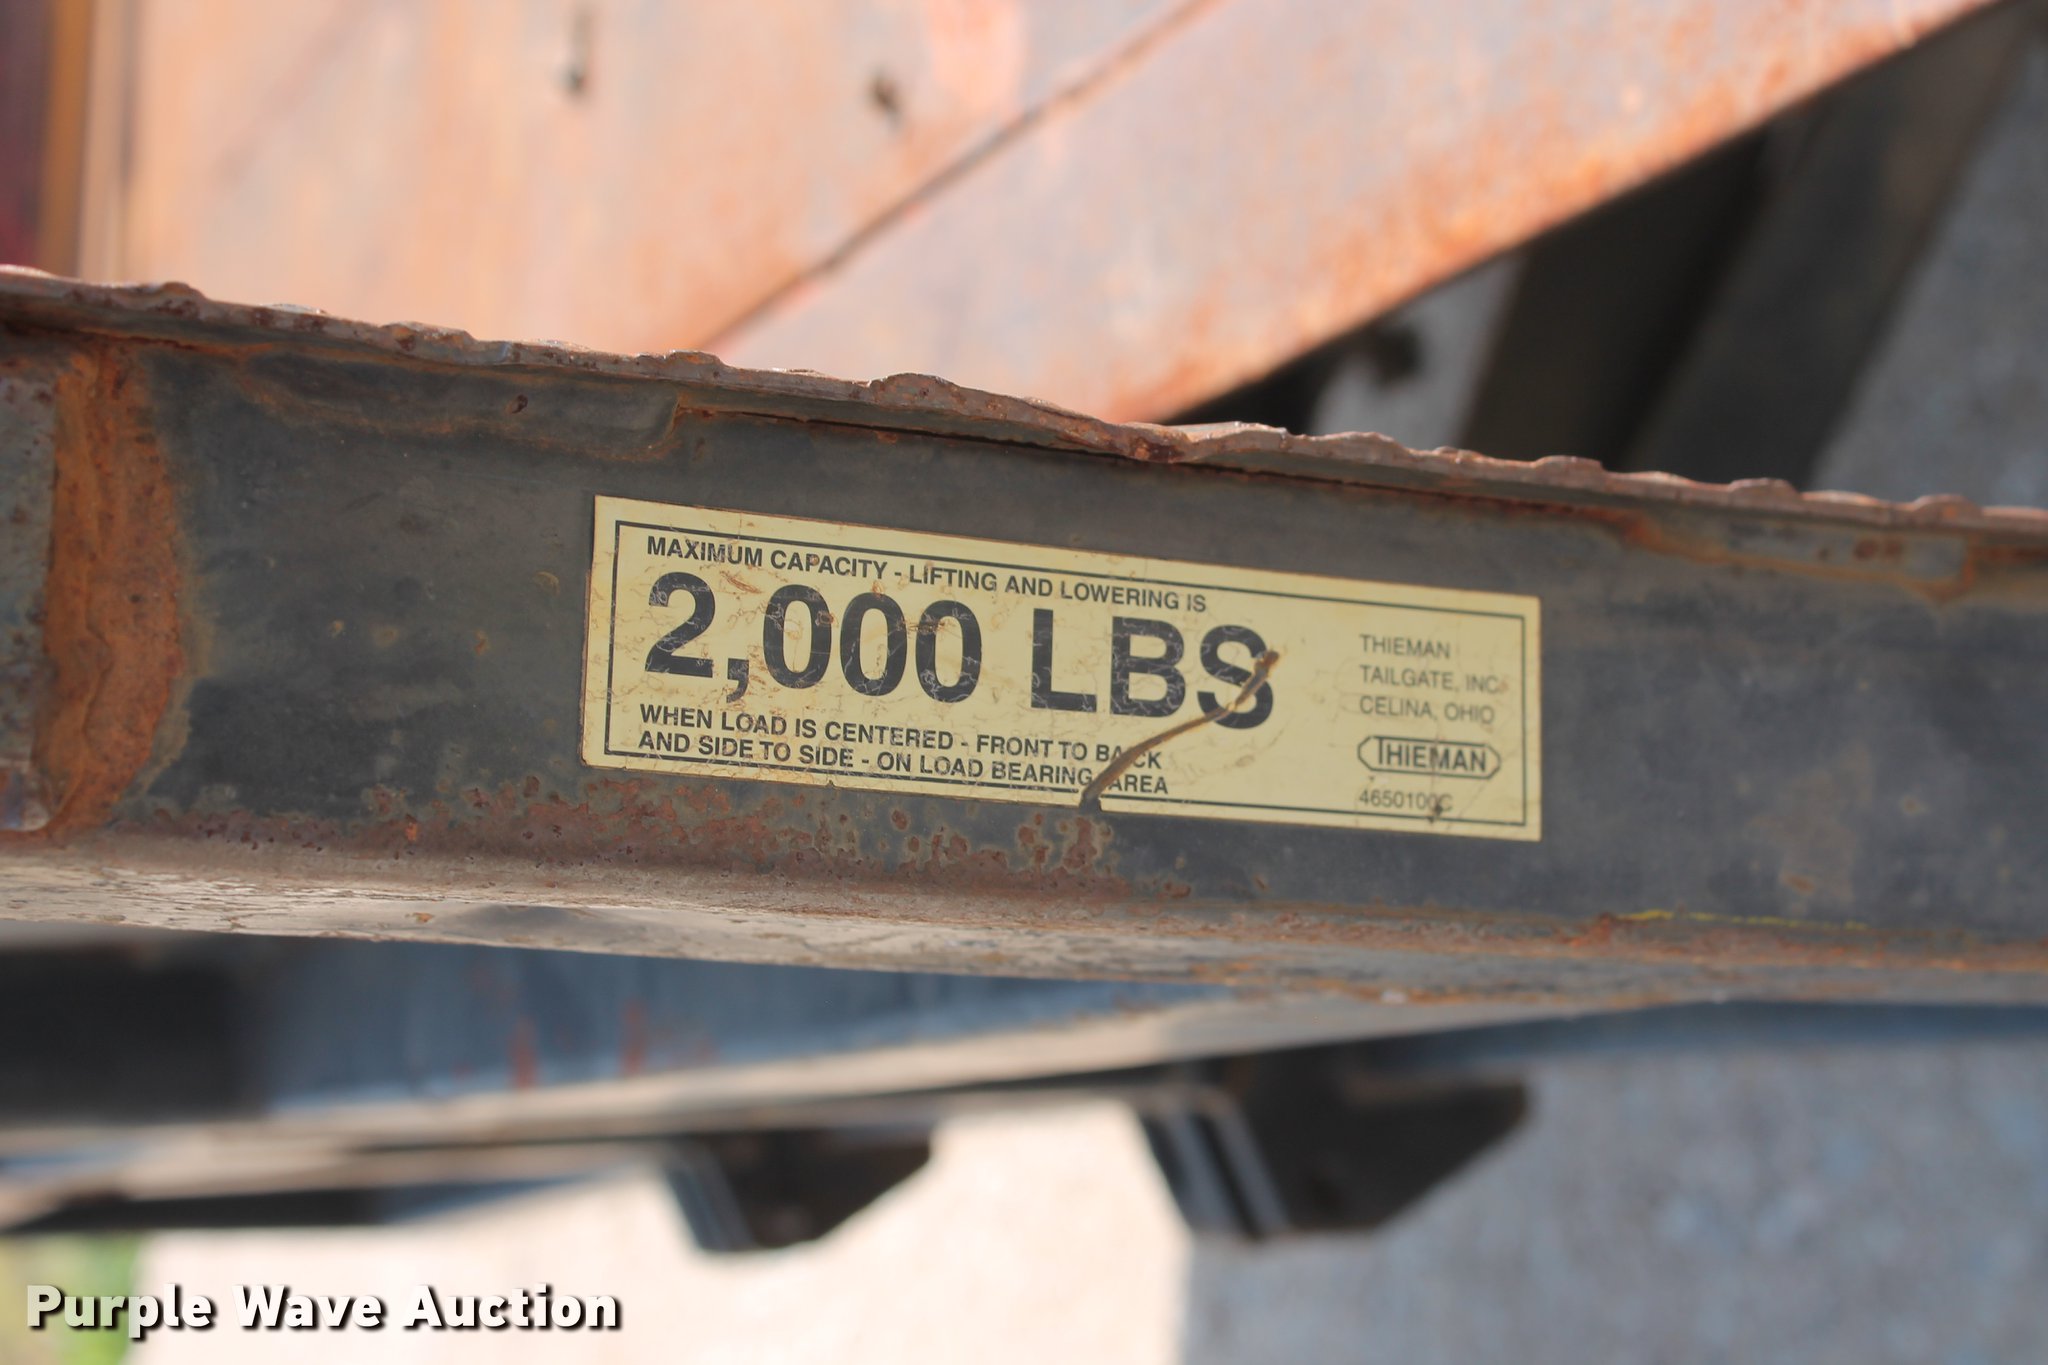 MAXIMUM CAPACITY - LIFTING AND LOWERING IS
2,000 LBS
WHEN LOAD IS CENTERED - FRONT TO BACK
AND SIDE TO SIDE - ON LOAD BEARING AREA
THIEMAN
TAILGATE, INC.
CELINA, OHIO
THIEMAN
4650100C
Purple Wave Auction